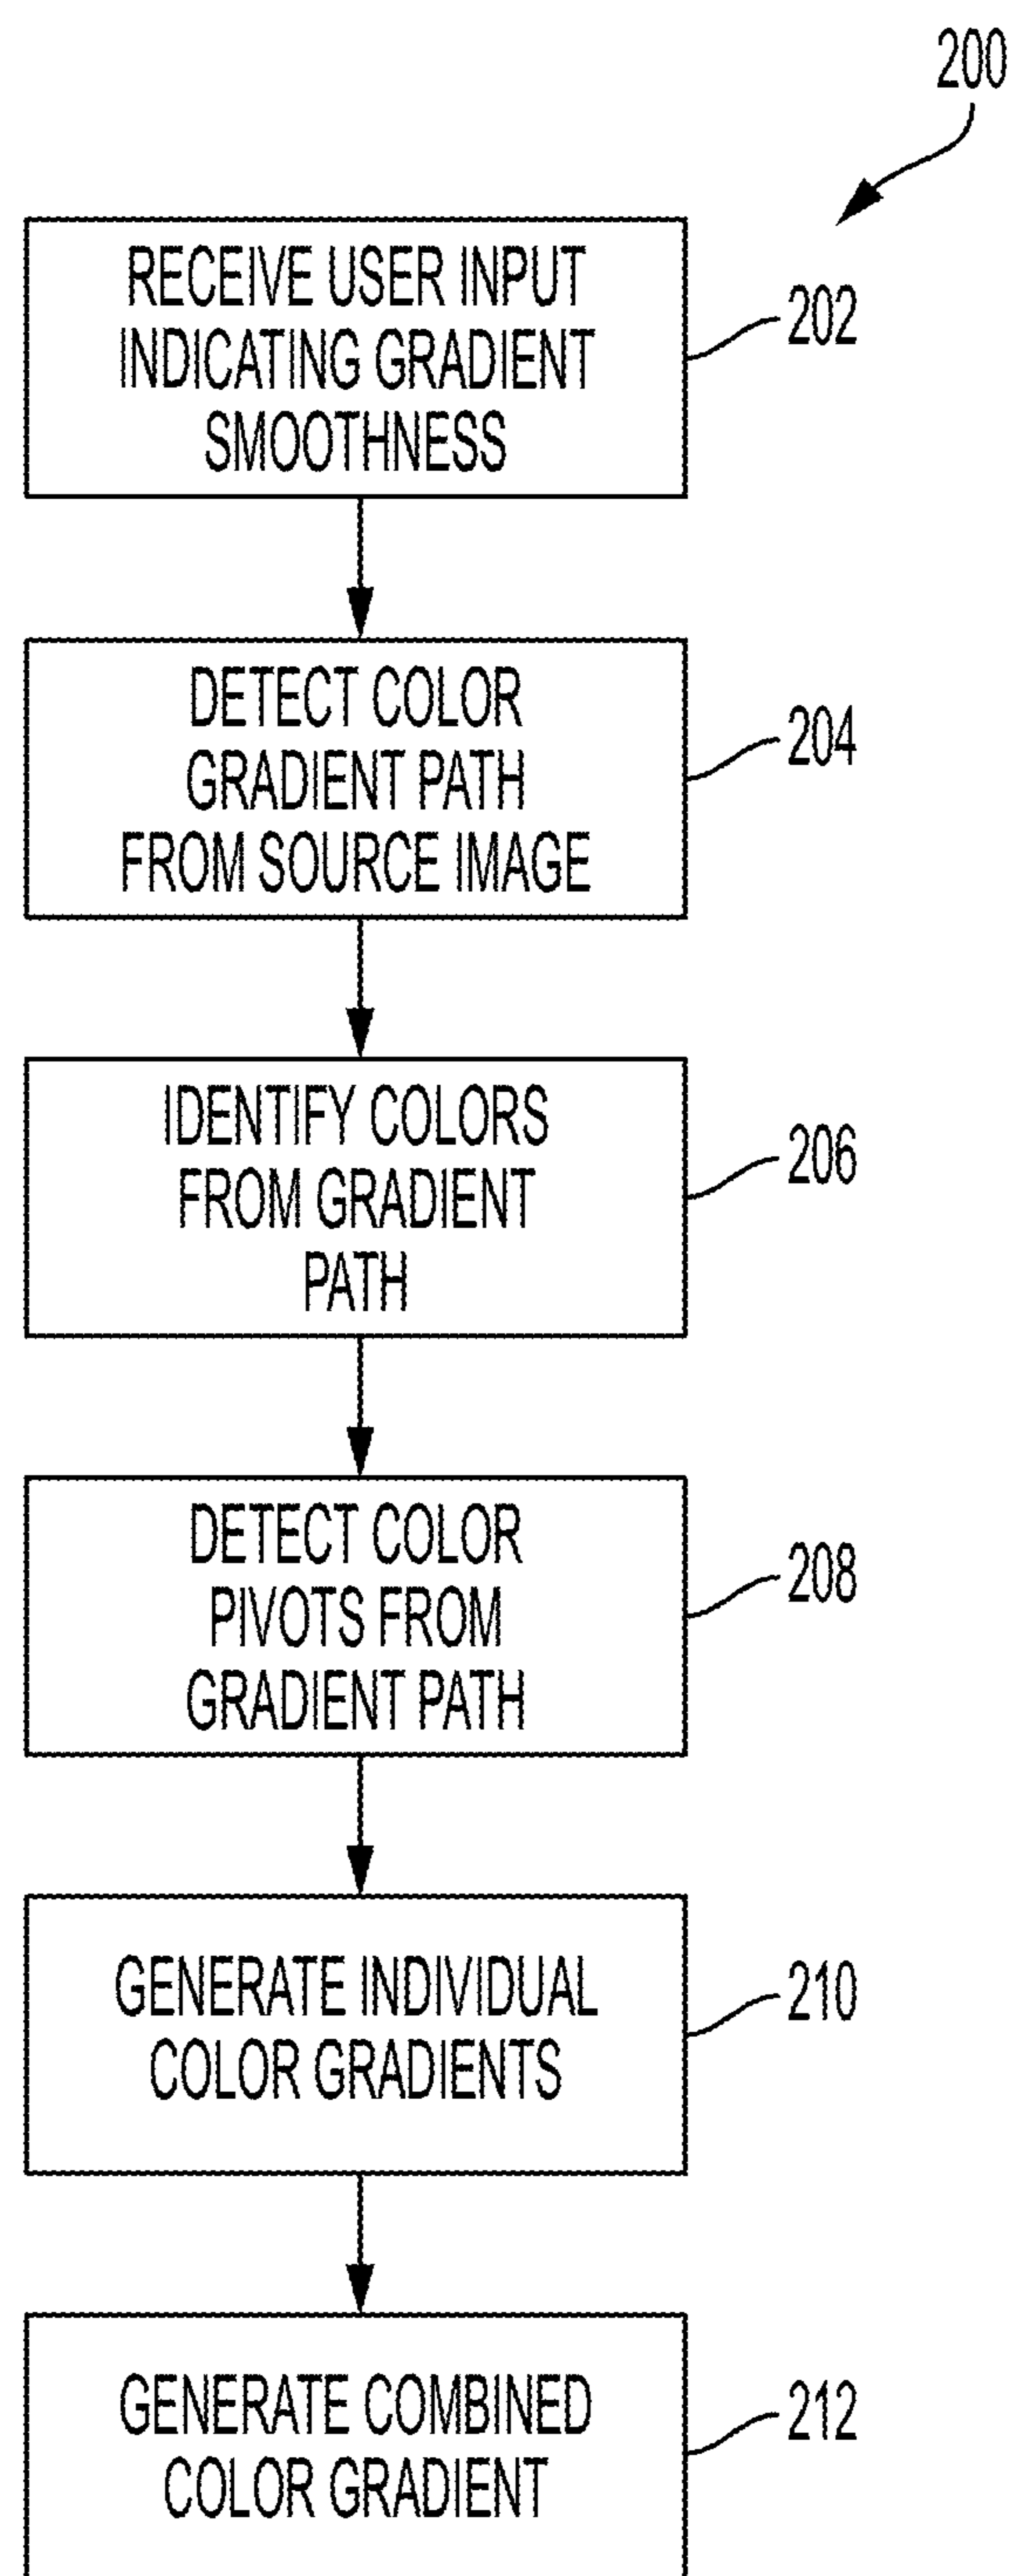 200
RECEIVE USER INPUT
INDICATING GRADIENT
SMOOTHNESS
202
DETECT COLOR
GRADIENT PATH
FROM SOURCE IMAGE
204
IDENTIFY COLORS
FROM GRADIENT
PATH
206
DETECT COLOR
PIVOTS FROM
GRADIENT PATH
208
GENERATE INDIVIDUAL
COLOR GRADIENTS
210
GENERATE COMBINED
COLOR GRADIENT
212